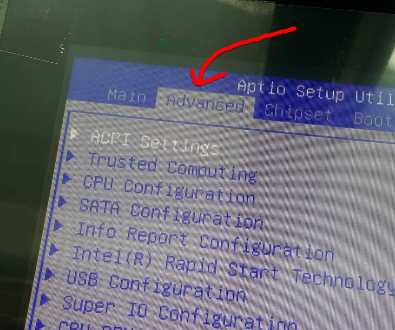 Aptio Setup Util
Main Advanced Chipset Boot
ACPI Settings
Trusted Computing
CPU Configuration
SATA Configuration
Info Report Configuration
Intel(R) Rapid Start Technology
USB Configuration
Super IO Configuration